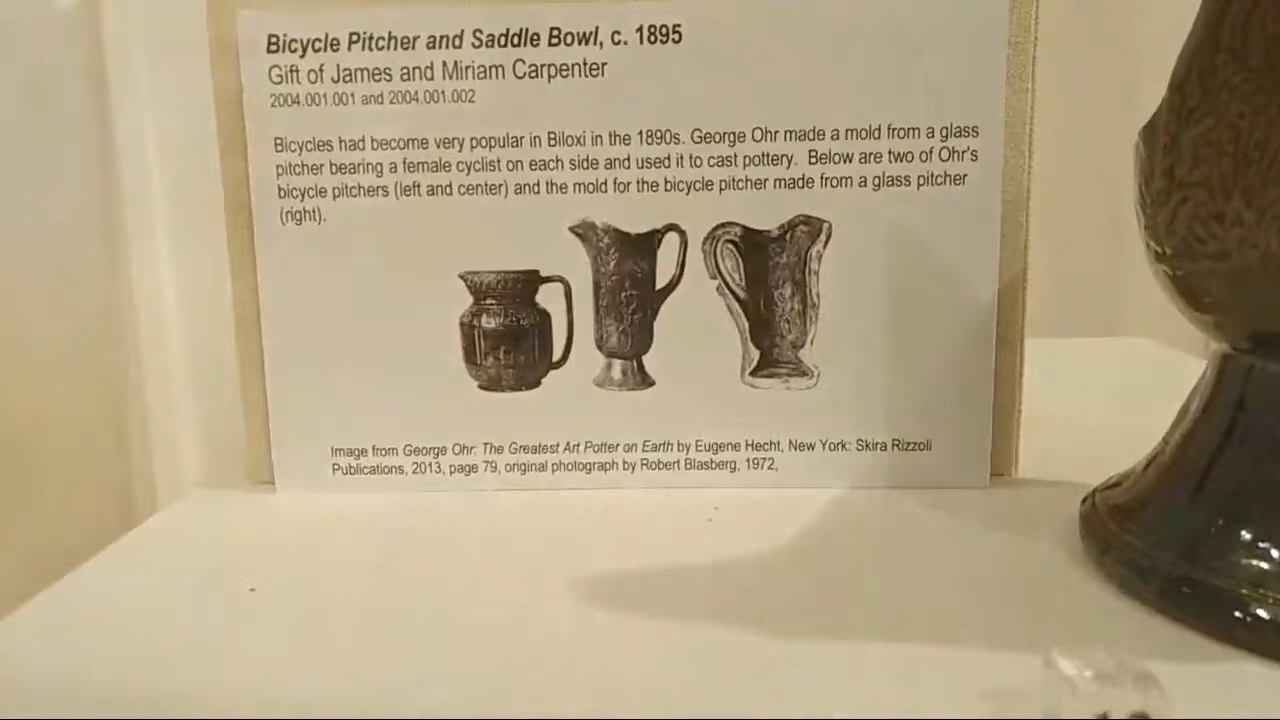 Bicycle Pitcher and Saddle Bowl, c. 1895
Gift of James and Miriam Carpenter
2004.001.001 and 2004.001.002
Bicycles had become very popular in Biloxi in the 1890s. George Ohr made a mold from a glass
pitcher bearing a female cyclist on each side and used it to cast pottery. Below are two of Ohr's
bicycle pitchers (left and center) and the mold for the bicycle pitcher made from a glass pitcher
(right).
Image from George Ohr: The Greatest Art Potter on Earth by Eugene Hecht, New York: Skira Rizzoli
Publications, 2013, page 79, original photograph by Robert Blasberg, 1972,